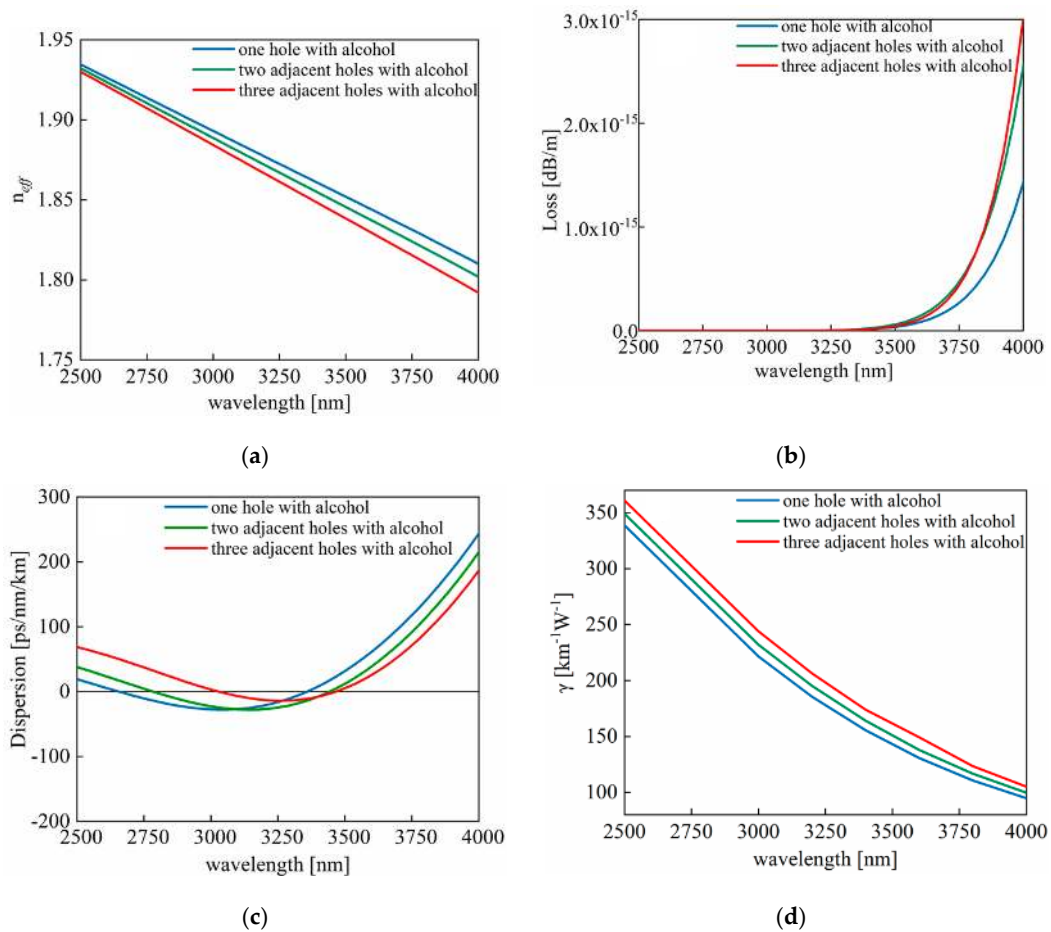 1.95
1.90
1.85
1.80
1.75
n_eff
one hole with alcohol
two adjacent holes with alcohol
three adjacent holes with alcohol
2500 2750 3000 3250 3500 3750 4000
wavelength [nm]
(a)
3.0x10^-15
2.0x10^-15
1.0x10^-15
0.0
Loss [dB/m]
one hole with alcohol
two adjacent holes with alcohol
three adjacent holes with alcohol
2500 2750 3000 3250 3500 3750 4000
wavelength [nm]
(b)
300
200
100
0
-100
-200
Dispersion [ps/nm/km]
one hole with alcohol
two adjacent holes with alcohol
three adjacent holes with alcohol
2500 2750 3000 3250 3500 3750 4000
wavelength [nm]
(c)
350
300
250
200
150
100
γ [km^-1W^-1]
one hole with alcohol
two adjacent holes with alcohol
three adjacent holes with alcohol
2500 2750 3000 3250 3500 3750 4000
wavelength [nm]
(d)